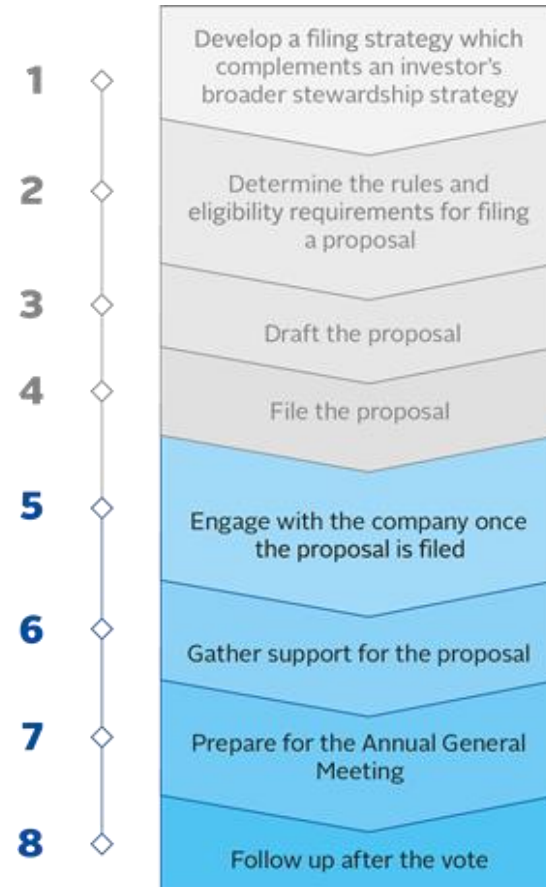 1
Develop a filing strategy which
complements an investor's
broader stewardship strategy
2
Determine the rules and
eligibility requirements for filing
a proposal
3
Draft the proposal
4
File the proposal
5
Engage with the company once
the proposal is filed
6
Gather support for the proposal
7
Prepare for the Annual General
Meeting
8
Follow up after the vote